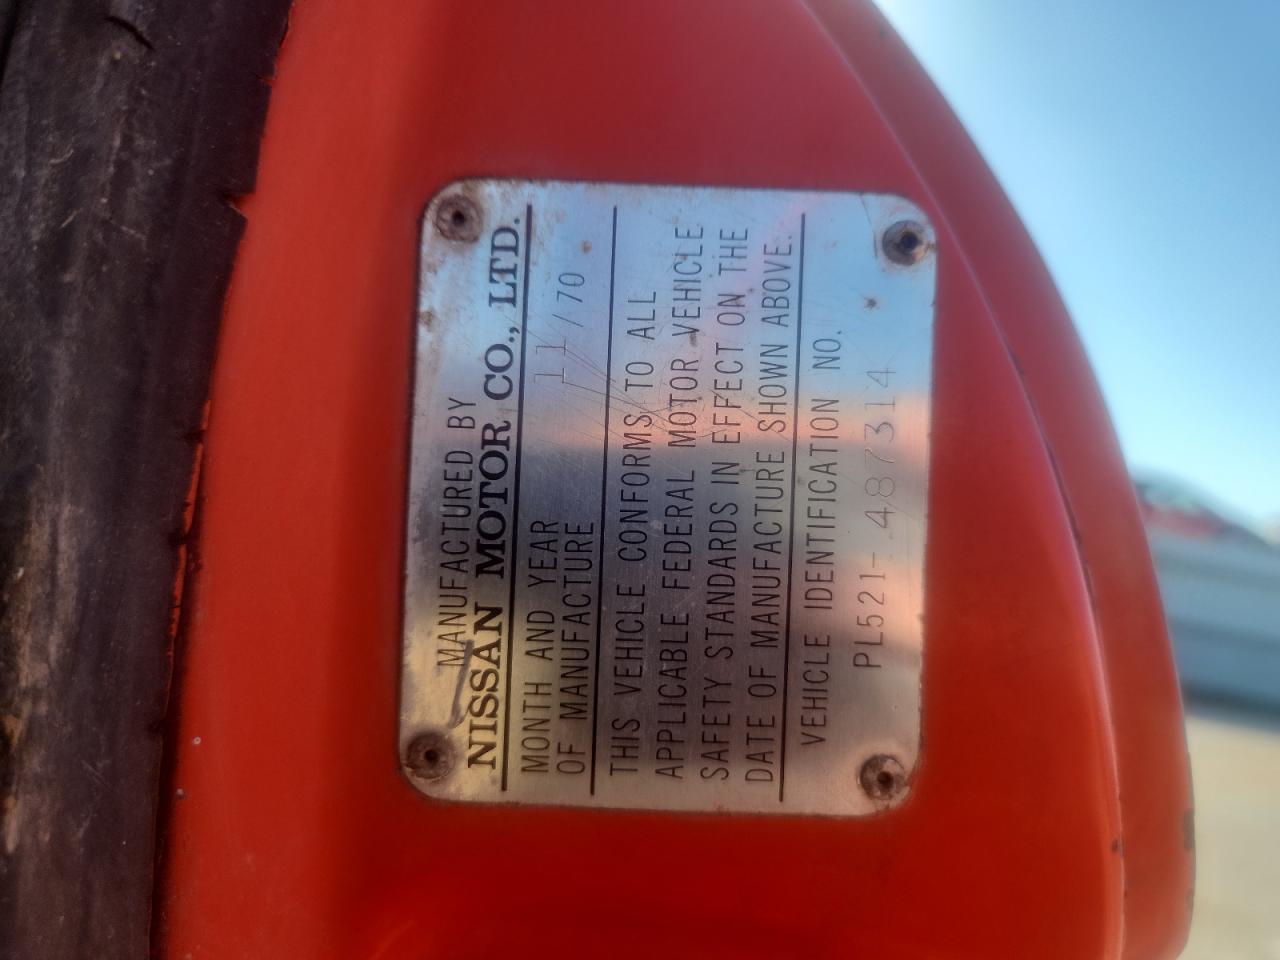 MANUFACTURED BY
NISSAN MOTOR CO., LTD.
MONTH AND YEAR
OF MANUFACTURE 11 /70
THIS VEHICLE CONFORMS TO ALL
APPLICABLE FEDERAL MOTOR VEHICLE
SAFETY STANDARDS IN EFFECT ON THE
DATE OF MANUFACTURE SHOWN ABOVE.
VEHICLE IDENTIFICATION NO.
PL521-487314